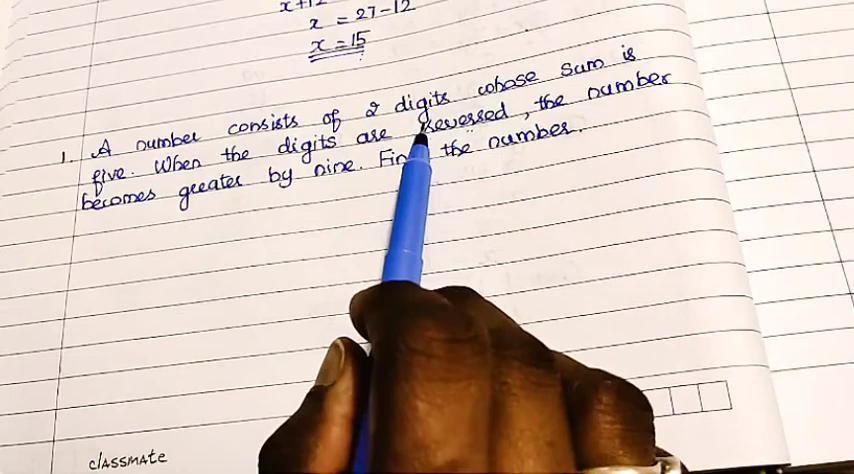 x+12
x = 27-12
x = 15
1. A number consists of 2 digits whose sum is
five. When the digits are reversed, the number
becomes greater by nine. Find the number.
classmate